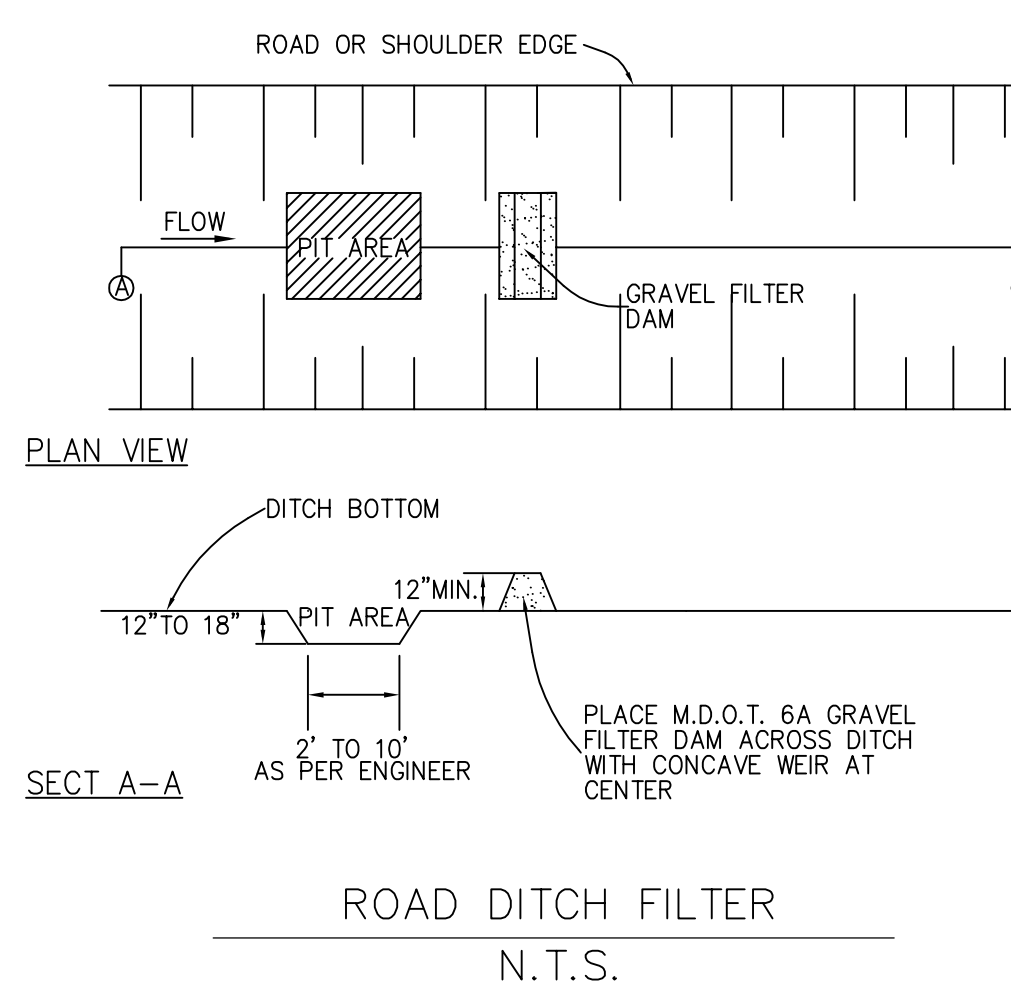 ROAD OR SHOULDER EDGE
FLOW
PIT AREA
A
GRAVEL FILTER
DAM
PLAN VIEW
DITCH BOTTOM
12"MIN.
12"TO 18"
PIT AREA
2' TO 10'
AS PER ENGINEER
PLACE M.D.O.T. 6A GRAVEL
FILTER DAM ACROSS DITCH
WITH CONCAVE WEIR AT
CENTER
SECT A-A
ROAD DITCH FILTER
N.T.S.